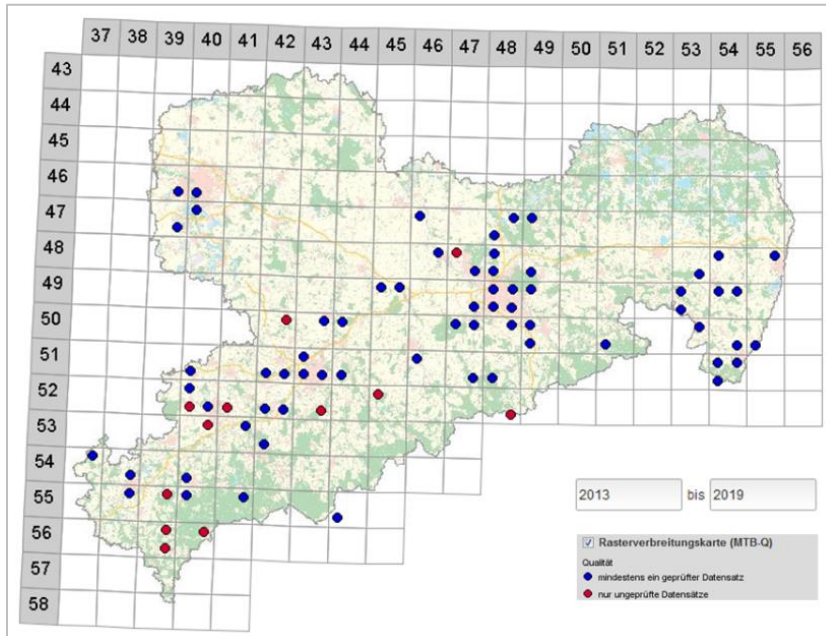 37 38 39 40 41 42 43 44 45 46 47 48 49 50 51 52 53 54 55 56
43
44
45
46
47
48
49
50
51
52
53
54
55
56
57
58
2013 bis 2019
Rasterverbreitungskarte (MTB-Q)
Qualität
mindestens ein geprüfter Datensatz
nur ungeprüfte Datensätze